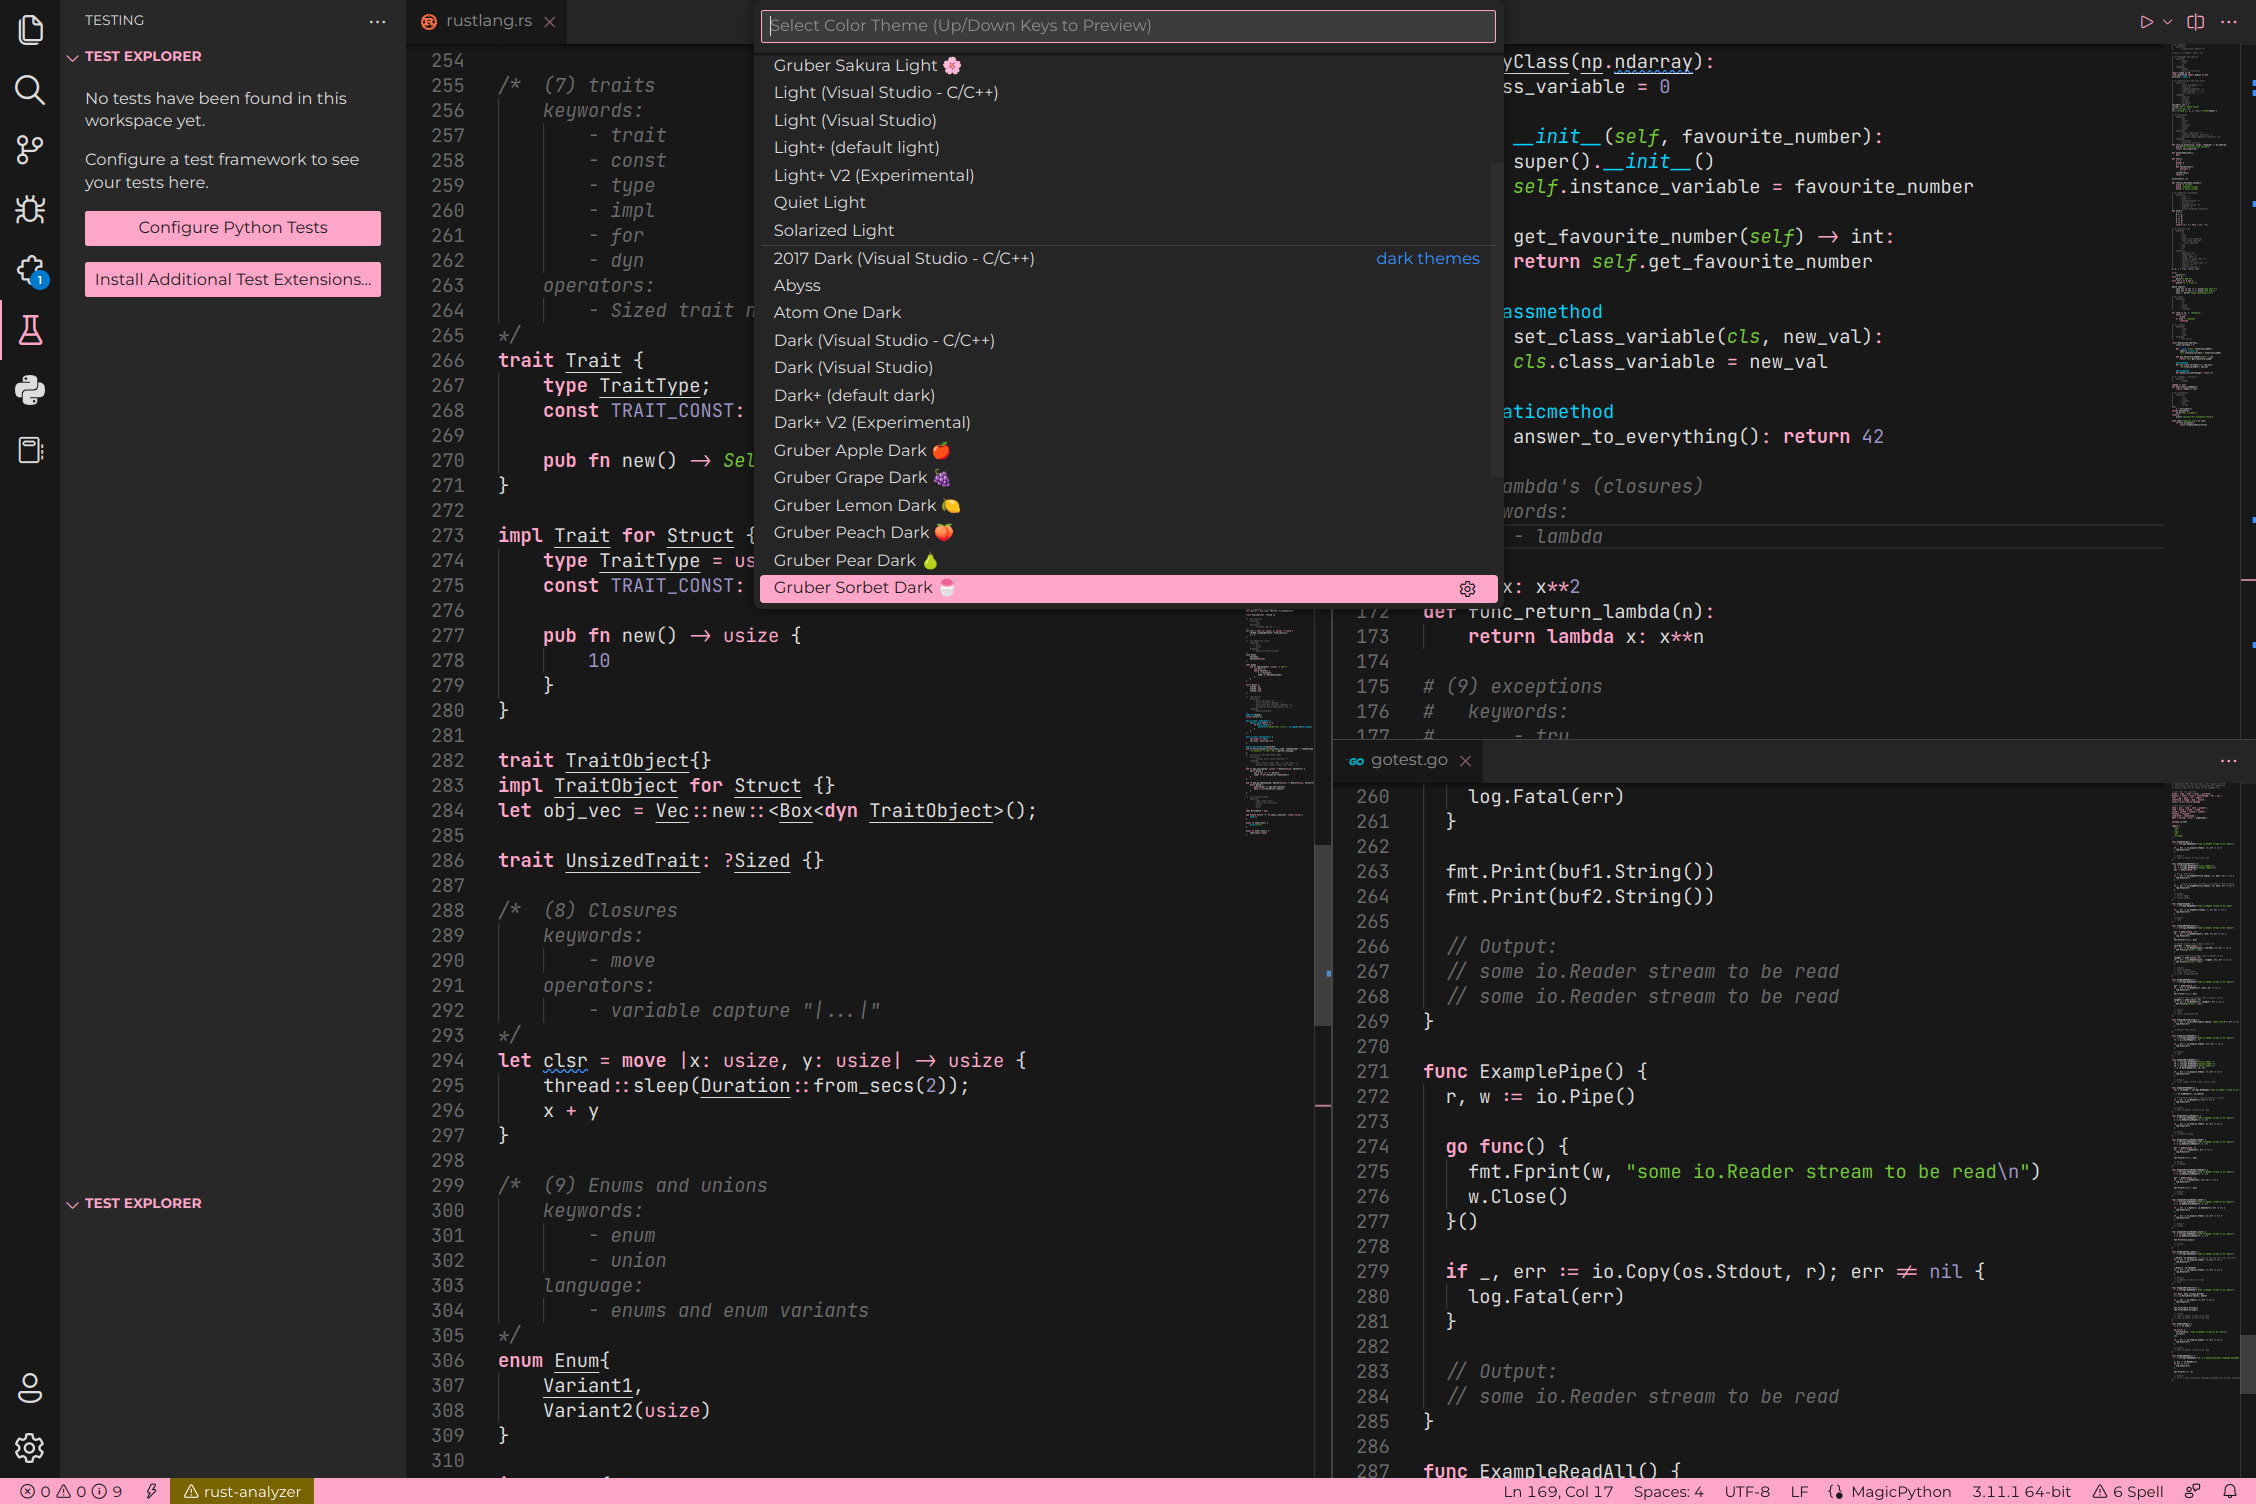 TESTING
TEST EXPLORER
No tests have been found in this
workspace yet.
Configure a test framework to see
your tests here.
Configure Python Tests
Install Additional Test Extensions...
TEST EXPLORER
1
rustlang.rs
254
255 /*  (7) traits
256 keywords:
257 - trait
258 - const
259 - type
260 - impl
261 - for
262 - dyn
263 operators:
264 - Sized trait
265 */
266 trait Trait {
267 type TraitType;
268 const TRAIT_CONST:
269
270 pub fn new() -> Sel
271 }
272
273 impl Trait for Struct {
274 type TraitType = us
275 const TRAIT_CONST:
276
277 pub fn new() -> usize {
278 10
279 }
280 }
281
282 trait TraitObject{}
283 impl TraitObject for Struct {}
284 let obj_vec = Vec::new::<Box<dyn TraitObject>();
285
286 trait UnsizedTrait: ?Sized {}
287
288 /*  (8) Closures
289 keywords:
290 - move
291 operators:
292 - variable capture "|...|"
293 */
294 let clsr = move |x: usize, y: usize| -> usize {
295 thread::sleep(Duration::from_secs(2));
296 x + y
297 }
298
299 /*  (9) Enums and unions
300 keywords:
301 - enum
302 - union
303 language:
304 - enums and enum variants
305 */
306 enum Enum{
307 Variant1,
308 Variant2(usize)
309 }
310
Select Color Theme (Up/Down Keys to Preview)
Gruber Sakura Light 🌸
Light (Visual Studio - C/C++)
Light (Visual Studio)
Light+ (default light)
Light+ V2 (Experimental)
Quiet Light
Solarized Light
2017 Dark (Visual Studio - C/C++) dark themes
Abyss
Atom One Dark
Dark (Visual Studio - C/C++)
Dark (Visual Studio)
Dark+ (default dark)
Dark+ V2 (Experimental)
Gruber Apple Dark 🍎
Gruber Grape Dark 🍇
Gruber Lemon Dark 🍋
Gruber Peach Dark 🍑
Gruber Pear Dark 🍐
Gruber Sorbet Dark 🍧
yClass(np.ndarray):
ss_variable = 0
__init__(self, favourite_number):
super().__init__()
self.instance_variable = favourite_number
get_favourite_number(self) -> int:
return self.get_favourite_number
assmethod
set_class_variable(cls, new_val):
cls.class_variable = new_val
aticmethod
answer_to_everything(): return 42
ambda's (closures)
words:
- lambda
x: x**2
172 def func_return_lambda(n):
173 return lambda x: x**n
174
175 # (9) exceptions
176 #   keywords:
177 #       - try
GO gotest.go
260 log.Fatal(err)
261 }
262
263 fmt.Print(buf1.String())
264 fmt.Print(buf2.String())
265
266 // Output:
267 // some io.Reader stream to be read
268 // some io.Reader stream to be read
269 }
270
271 func ExamplePipe() {
272 r, w := io.Pipe()
273
274 go func() {
275 fmt.Fprint(w, "some io.Reader stream to be read\n")
276 w.Close()
277 }()
278
279 if _, err := io.Copy(os.Stdout, r); err != nil {
280 log.Fatal(err)
281 }
282
283 // Output:
284 // some io.Reader stream to be read
285 }
286
287 func ExampleReadAll() {
0 0 9 rust-analyzer Ln 169, Col 17 Spaces: 4 UTF-8 LF MagicPython 3.11.1 64-bit 6 Spell